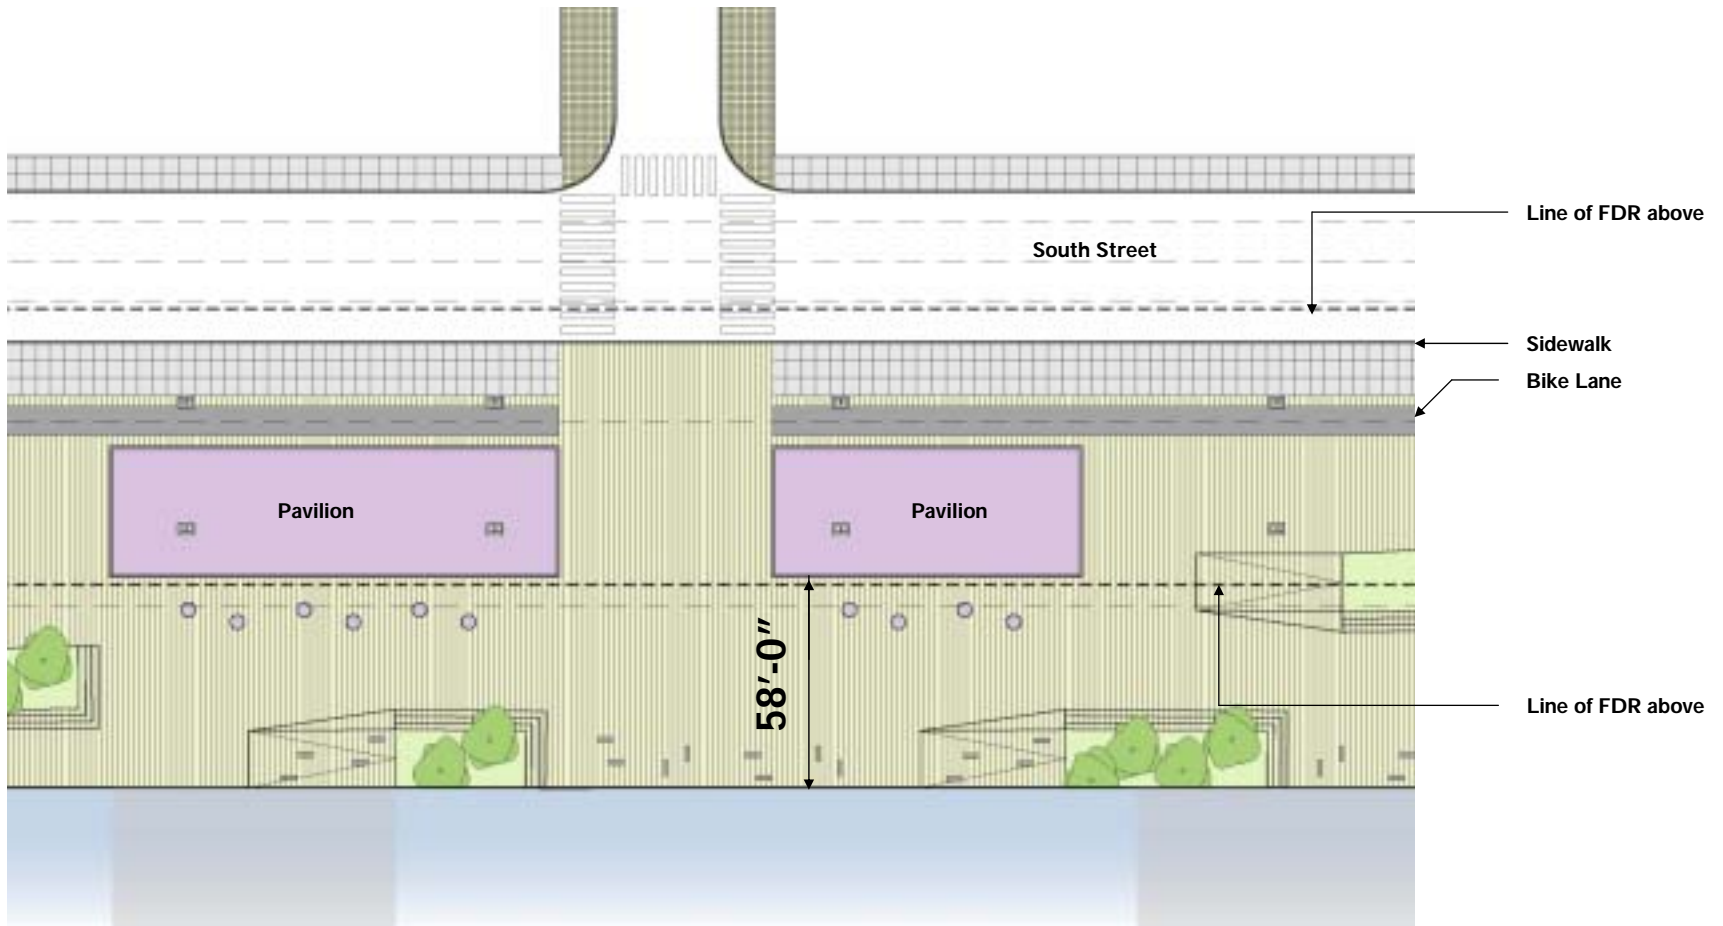 Line of FDR above
South Street
Sidewalk
Bike Lane
Pavilion
Pavilion
58'-0"
Line of FDR above